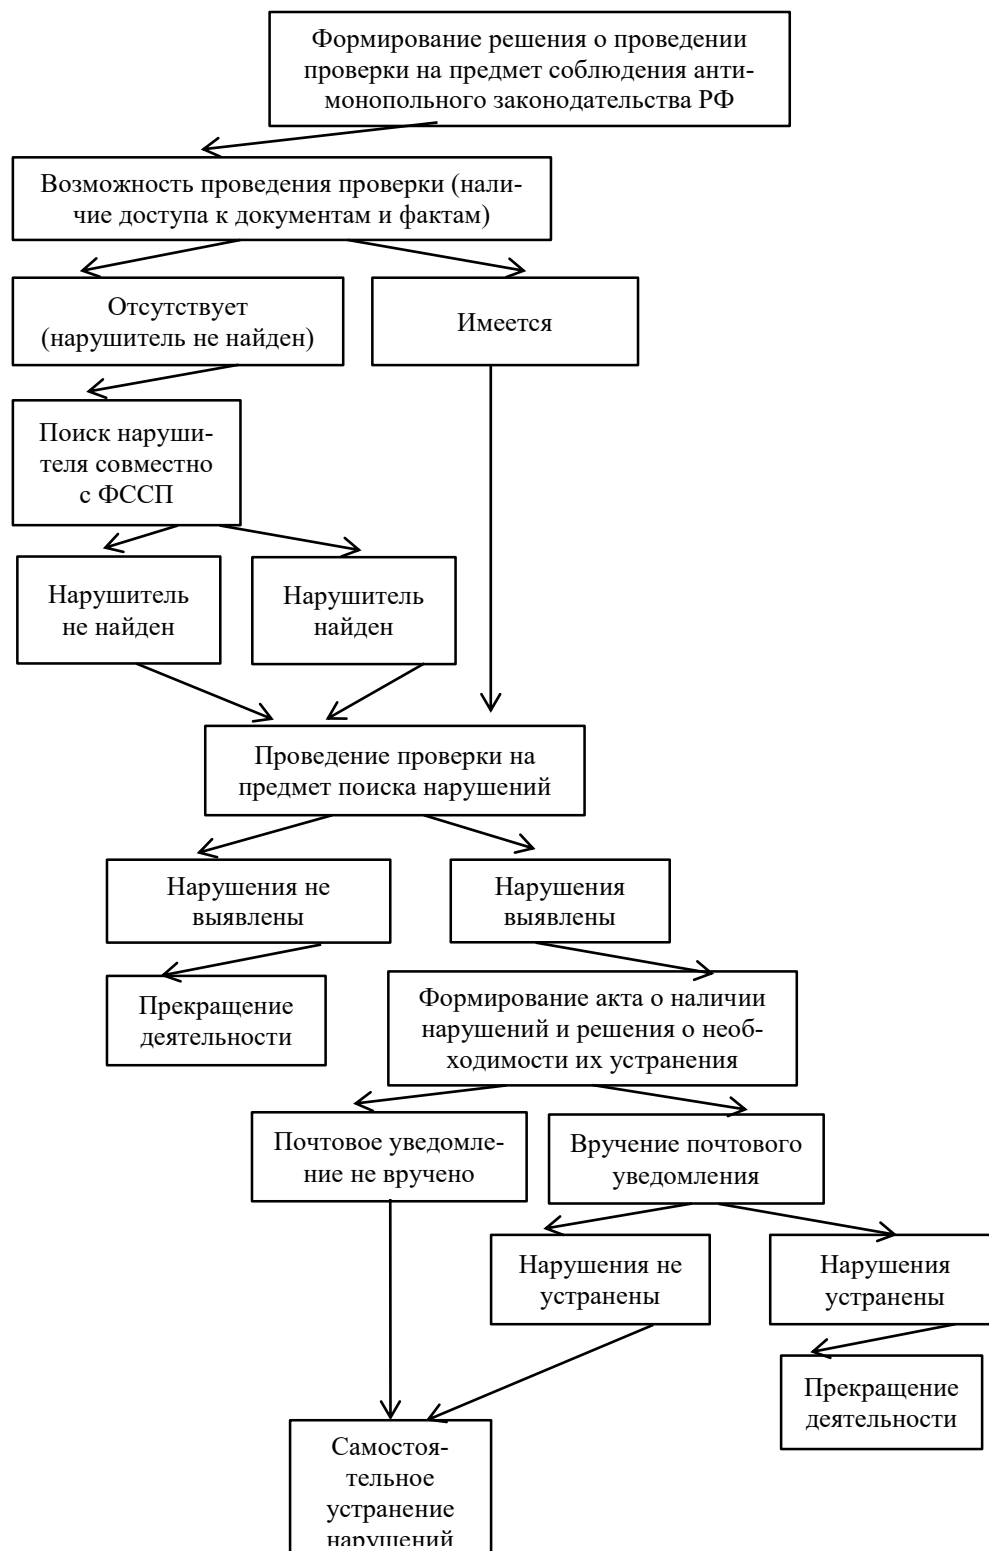 Формирование решения о проведении
проверки на предмет соблюдения анти-
монопольного законодательства РФ
Возможность проведения проверки (нали-
чие доступа к документам и фактам)
Отсутствует
(нарушитель не найден)
Имеется
Поиск наруши-
теля совместно
с ФССП
Нарушитель
не найден
Нарушитель
найден
Проведение проверки на
предмет поиска нарушений
Нарушения не
выявлены
Нарушения
выявлены
Прекращение
деятельности
Формирование акта о наличии
нарушений и решения о необ-
ходимости их устранения
Почтовое уведомле-
ние не вручено
Вручение почтового
уведомления
Нарушения не
устранены
Нарушения
устранены
Прекращение
деятельности
Самостоя-
тельное
устранение
нарушений